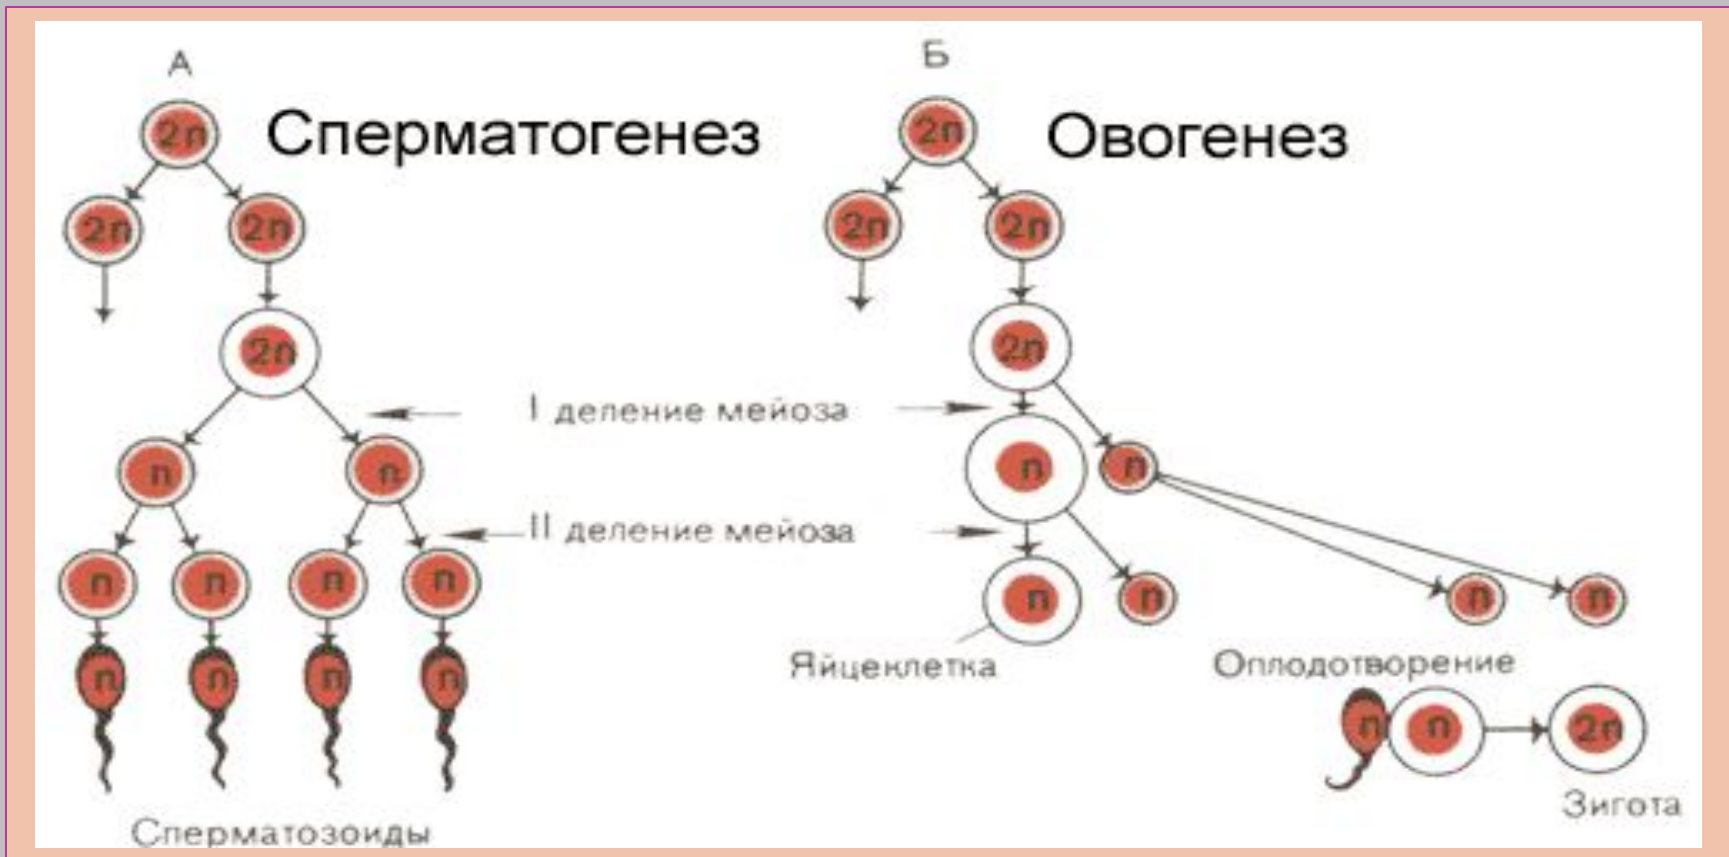 А
Б
2n
Сперматогенез
2n
Овогенез
2n
2n
2n
2n
2n
2n
I деление мейоза
n
n
n
n
II деление мейоза
n
n
n
n
n
n
n
n
Яйцеклетка
Оплодотворение
n
n
n
n
n
n
2n
Зигота
Сперматозоиды